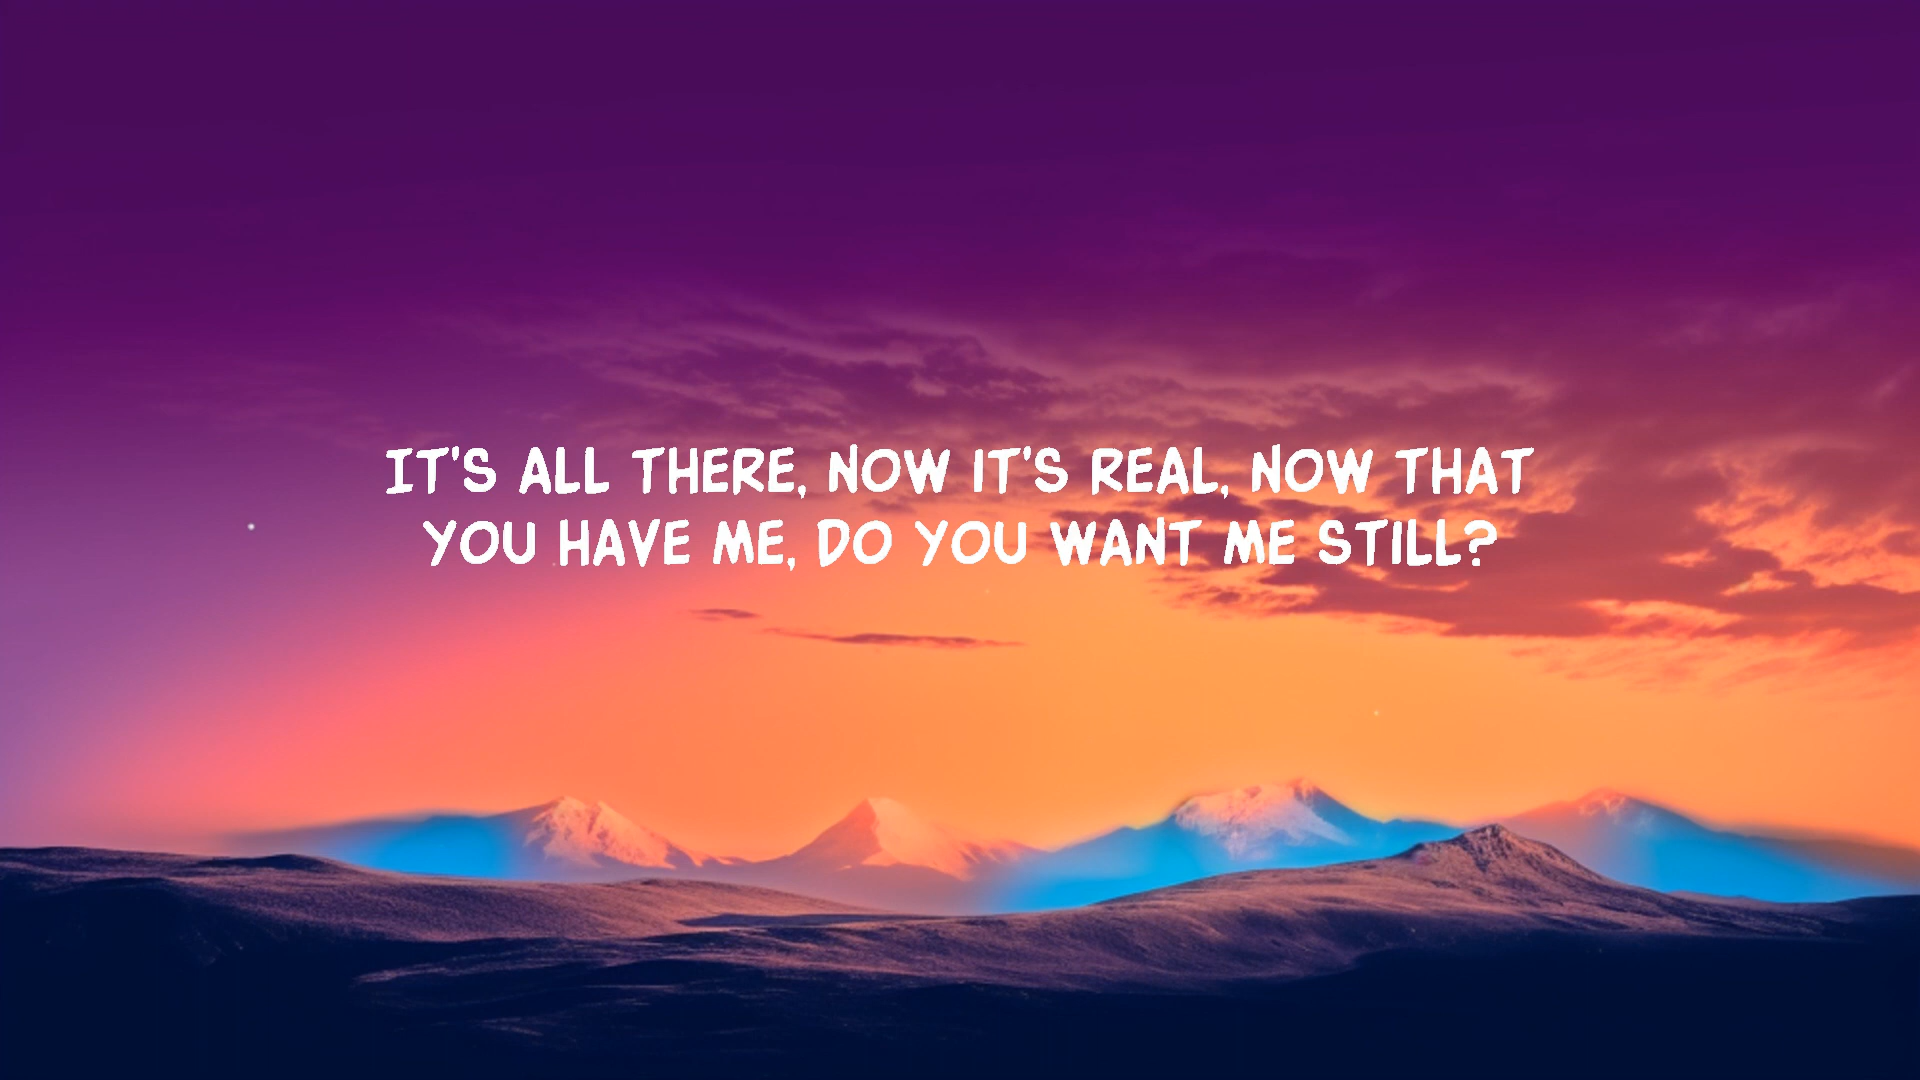 IT'S ALL THERE, NOW IT'S REAL, NOW THAT
YOU HAVE ME, DO YOU WANT ME STILL?